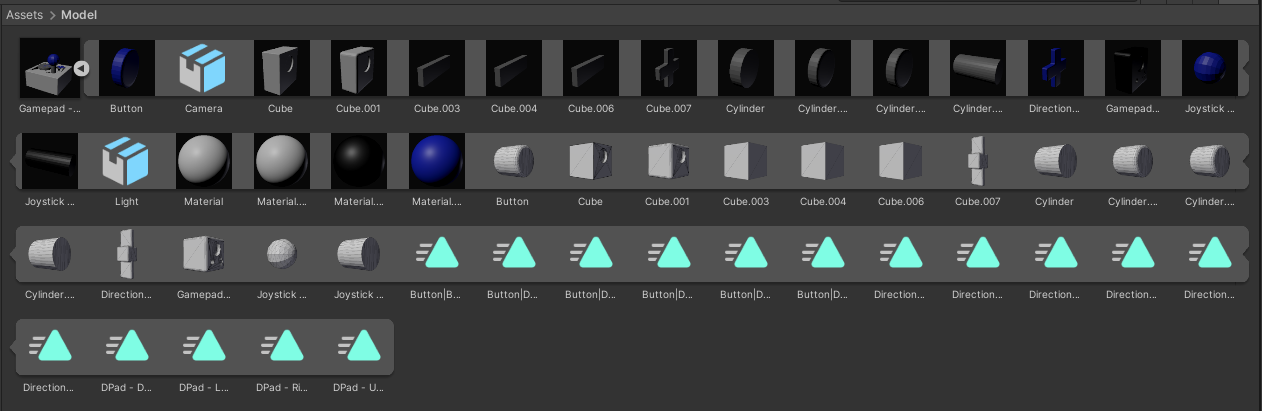 Assets > Model
Gamepad -... Button Camera Cube Cube.001 Cube.003 Cube.004 Cube.006 Cube.007 Cylinder Cylinder.... Cylinder.... Cylinder.... Direction... Gamepad... Joystick ...
Joystick ... Light Material Material.... Material.... Material.... Button Cube Cube.001 Cube.003 Cube.004 Cube.006 Cube.007 Cylinder Cylinder.... Cylinder....
Cylinder.... Direction... Gamepad... Joystick ... Joystick ... Button|B... Button|D... Button|D... Button|D... Button|D... Button|D... Direction... Direction... Direction... Direction... Direction...
Direction... DPad - D... DPad - L... DPad - Ri... DPad - U...